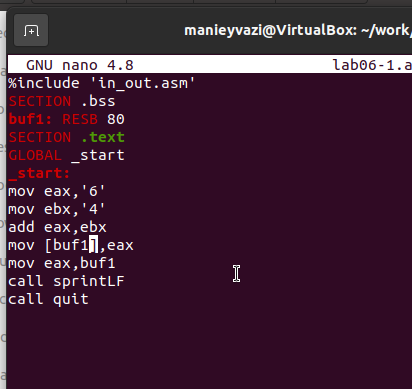 manieyvazi@VirtualBox: ~/work/
GNU nano 4.8 lab06-1.a
%include 'in_out.asm'
SECTION .bss
buf1: RESB 80
SECTION .text
GLOBAL _start
_start:
mov eax,'6'
mov ebx,'4'
add eax,ebx
mov [buf1],eax
mov eax,buf1
call sprintLF
call quit